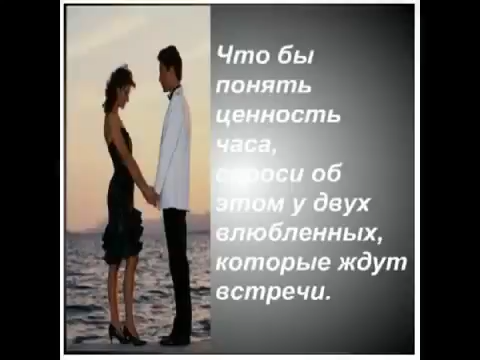 Что бы
понять
ценность
часа,
спроси об
этом у двух
влюбленных,
которые ждут
встречи.